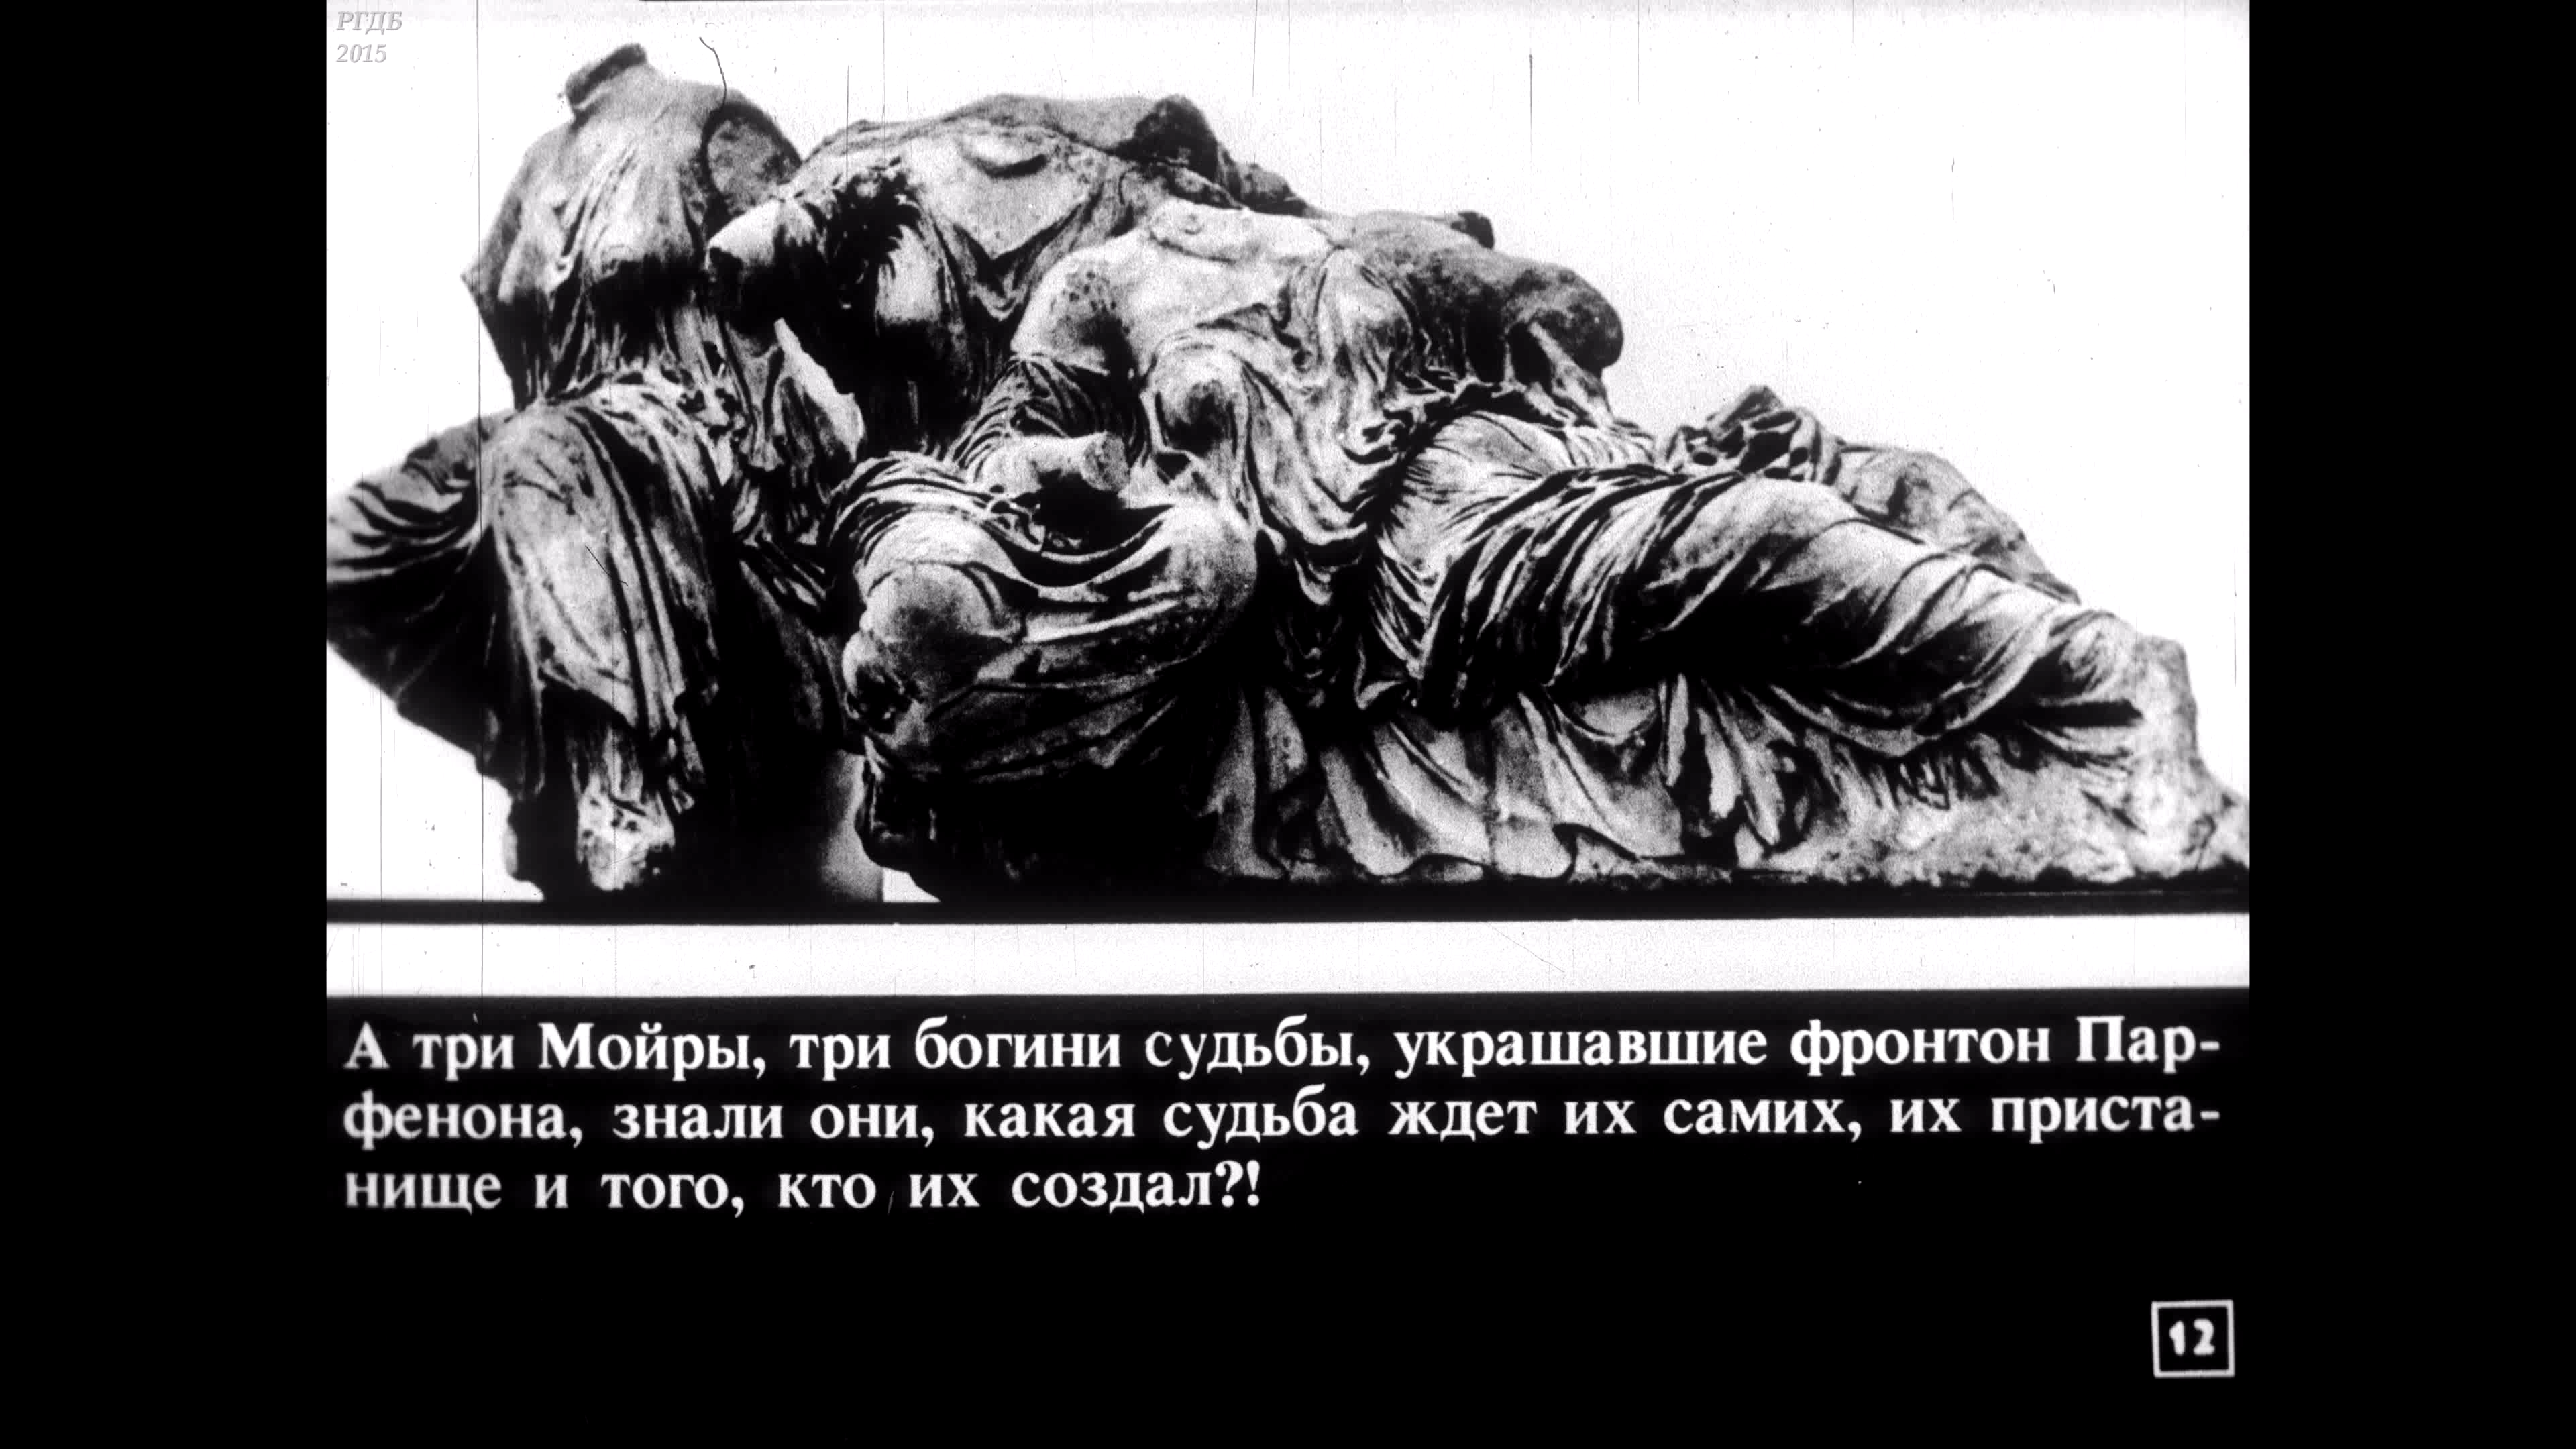 РГДБ
2015
А три Мойры, три богини судьбы, украшавшие фронтон Пар-
фенона, знали они, какая судьба ждет их самих, их приста-
нище и того, кто их создал?!
12